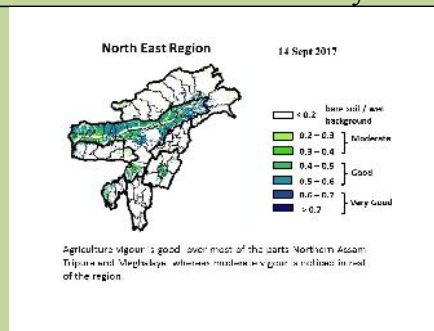 North East Region
14 Sept 2017
< 0.2 bare soil / wet background
0.2 – 0.3
0.3 – 0.4
Moderate
0.4 – 0.5
0.5 – 0.6
Good
0.6 – 0.7
> 0.7
Very Good
Agriculture vigour is good over most of the parts Northern Assam
Tripura and Meghalaya whereas moderate vigour is noticed in rest
of the region.